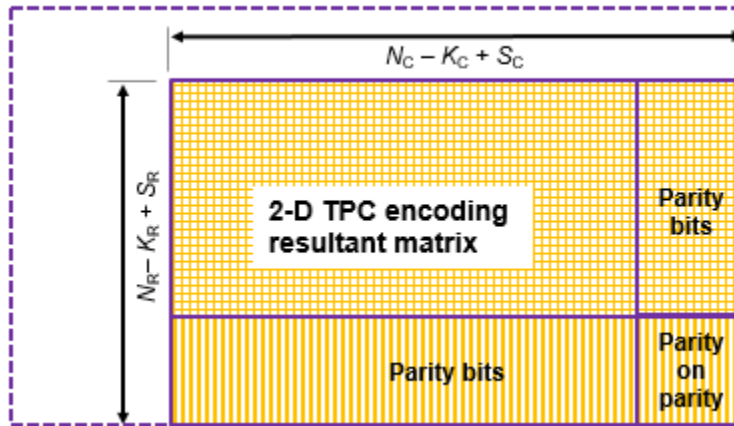 N_C – K_C + S_C
N_R– K_R + S_R
2-D TPC encoding
resultant matrix
Parity
bits
Parity bits
Parity
on
parity